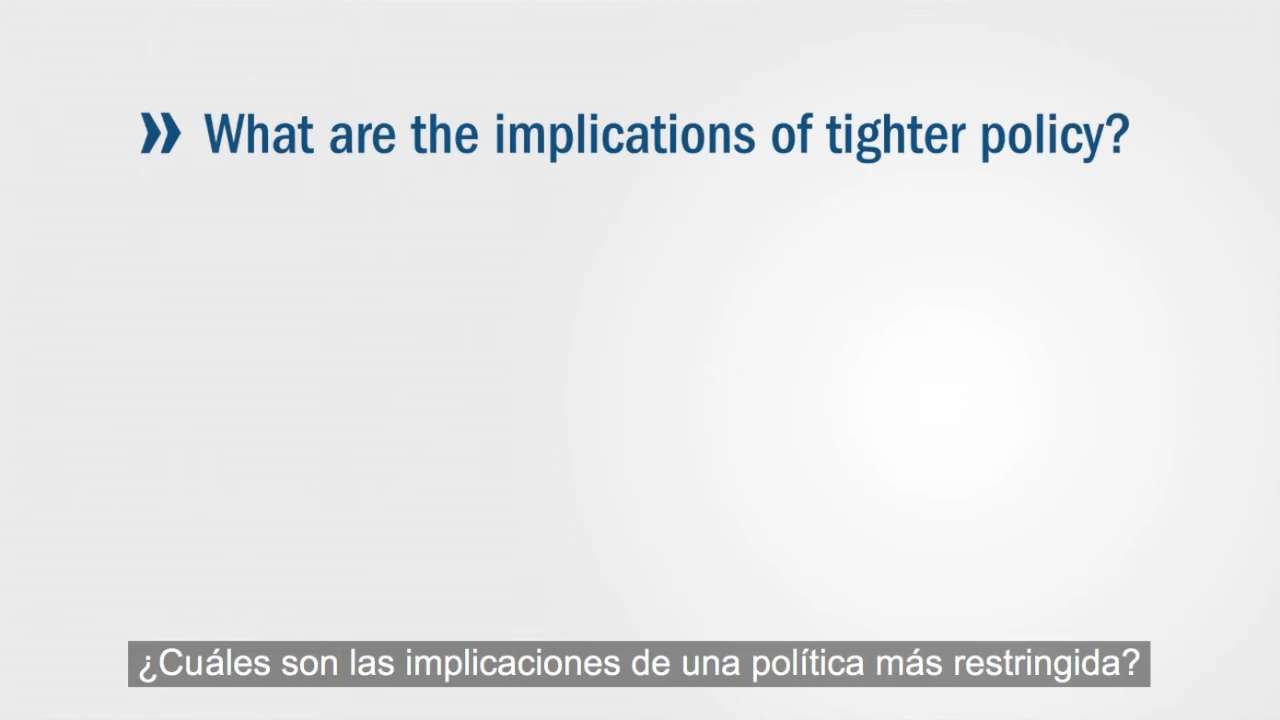 » What are the implications of tighter policy?
¿Cuáles son las implicaciones de una política más restringida?